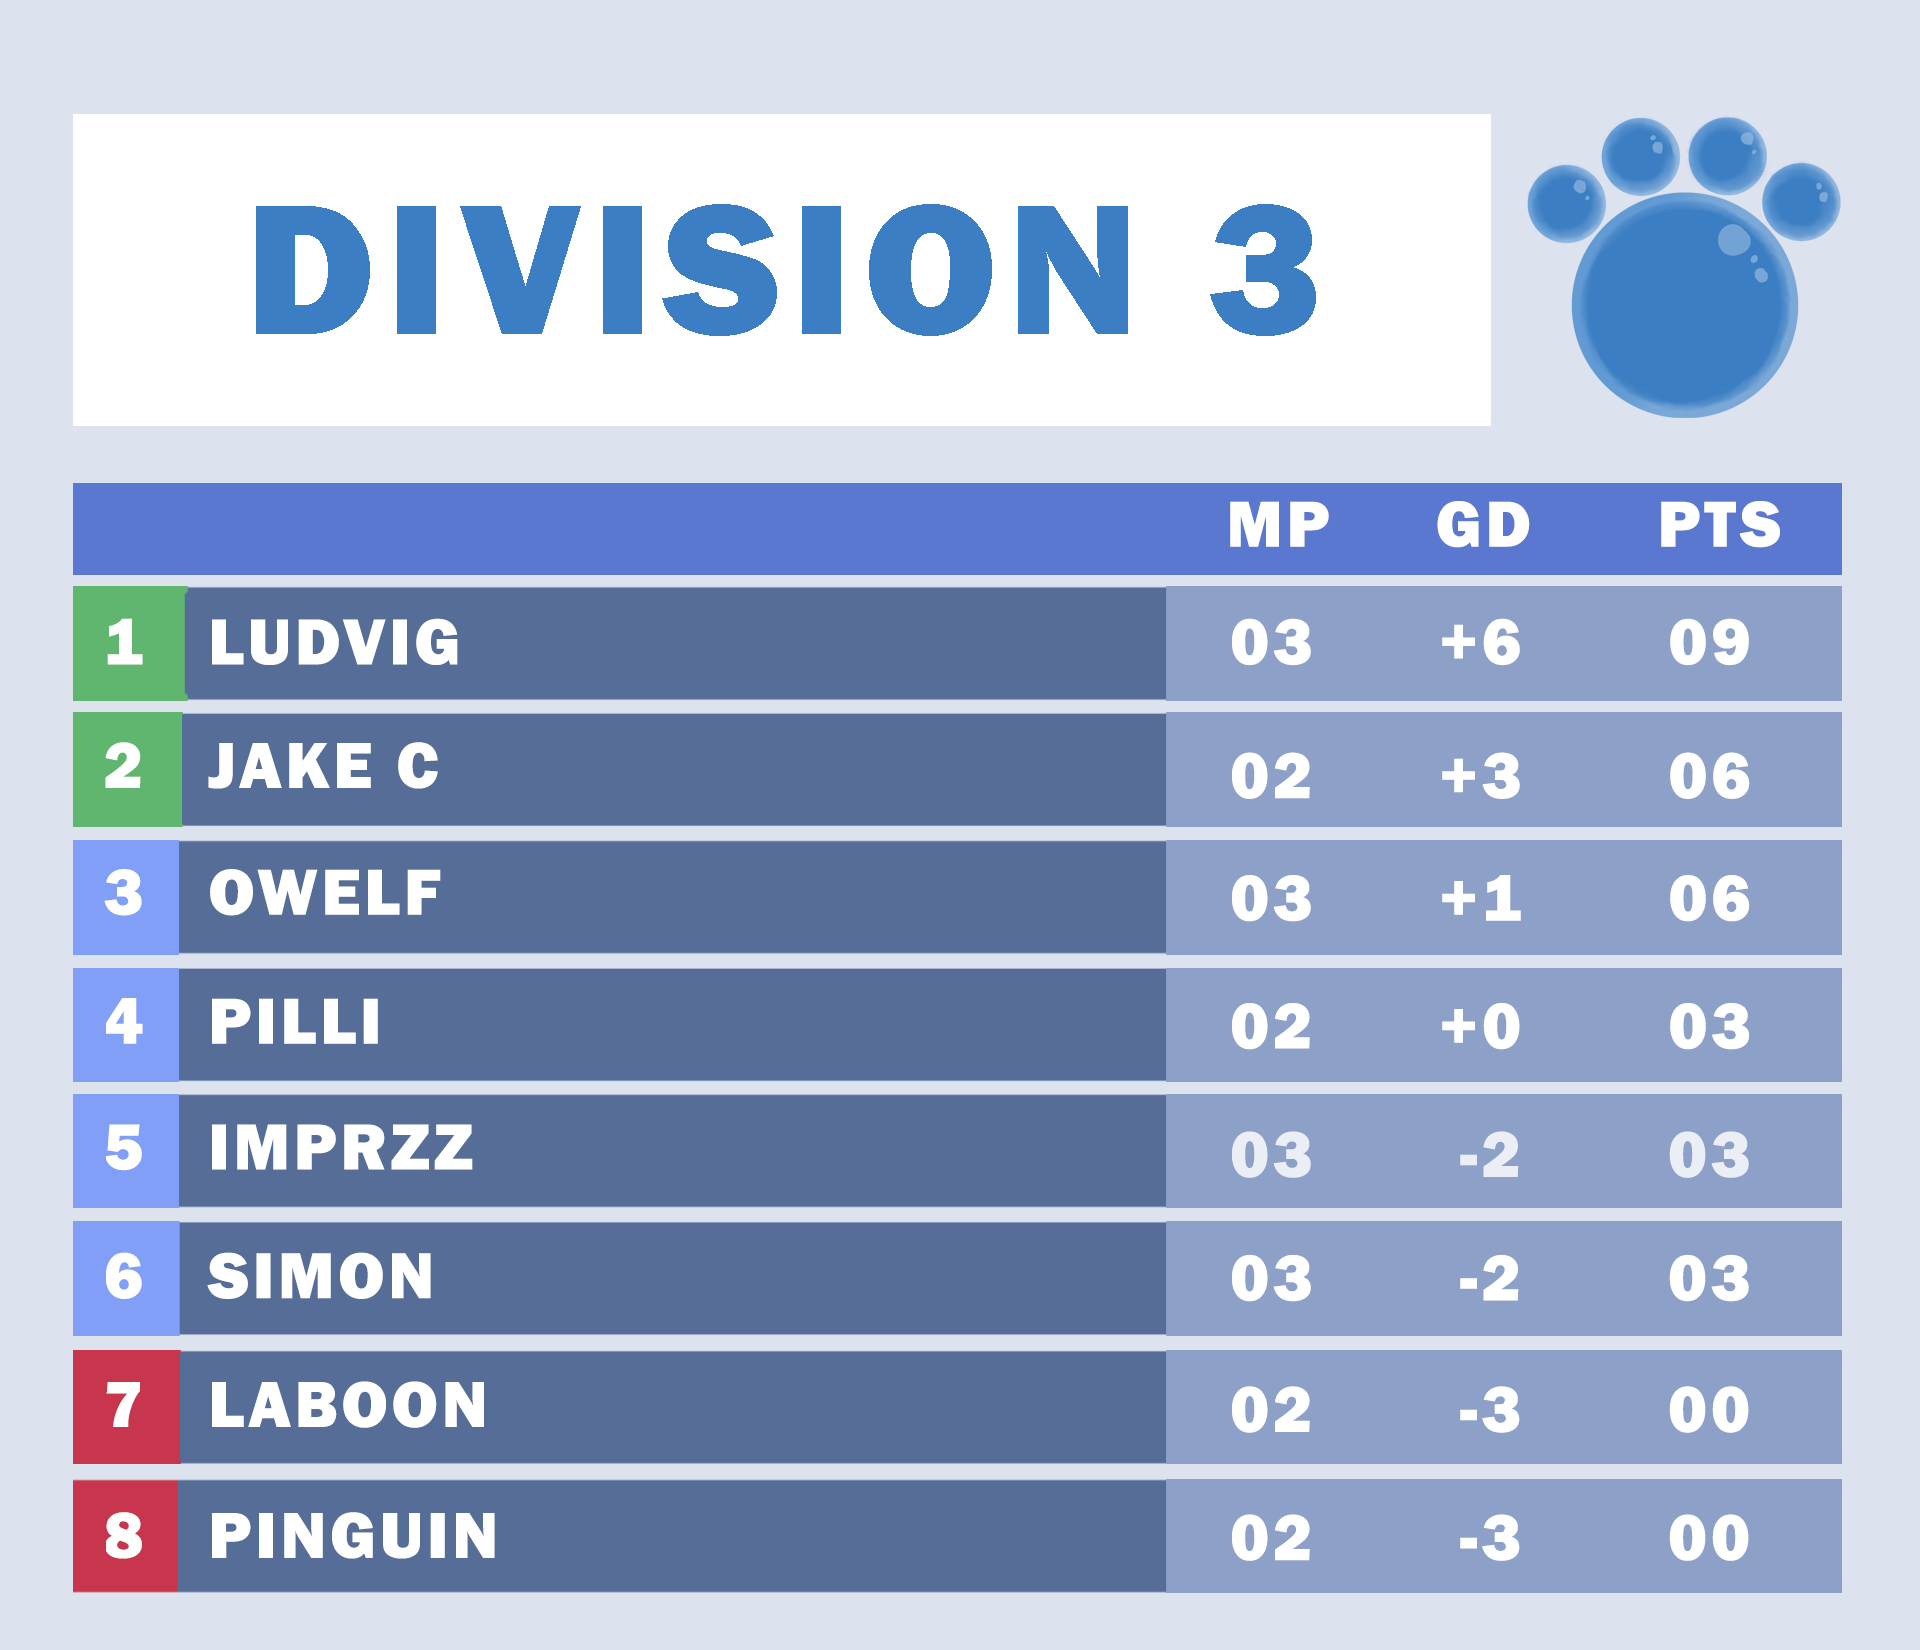 DIVISION 3
MP GD PTS
1 LUDVIG 03 +6 09
2 JAKE C 02 +3 06
3 OWELF 03 +1 06
4 PILLI 02 +0 03
5 IMPRZZ 03 -2 03
6 SIMON 03 -2 03
7 LABOON 02 -3 00
8 PINGUIN 02 -3 00